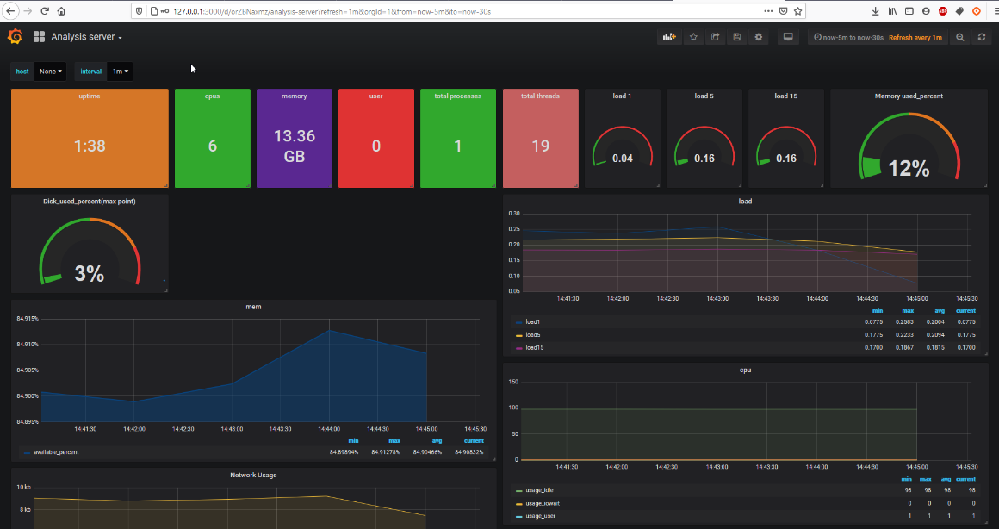 127.0.0.1:3000/d/orZBNaxmz/analysis-server?refresh=1m&orgId=1&from=now-5m&to=now-30s
Analysis server
now-5m to now-30s Refresh every 1m
host None interval 1m
uptime
1:38
cpus
6
memory
13.36
GB
user
0
total processes
1
total threads
19
load 1
0.04
load 5
0.16
load 15
0.16
Memory used_percent
12%
Disk_used_percent(max point)
3%
load
0.30
0.25
0.20
0.15
0.10
0.05
14:41:30 14:42:00 14:42:30 14:43:00 14:43:30 14:44:00 14:44:30 14:45:00 14:45:30
min max avg current
load1 0.0775 0.2583 0.2004 0.0775
load5 0.1775 0.2233 0.2094 0.1775
load15 0.1700 0.1867 0.1815 0.1700
mem
84.915%
84.910%
84.905%
84.900%
84.895%
14:41:30 14:42:00 14:42:30 14:43:00 14:43:30 14:44:00 14:44:30 14:45:00 14:45:30
min max avg current
available_percent 84.89894% 84.91278% 84.90466% 84.90832%
cpu
150
100
50
0
14:41:30 14:42:00 14:42:30 14:43:00 14:43:30 14:44:00 14:44:30 14:45:00 14:45:30
min max avg current
usage_idle 98 98 98 98
usage_iowait 0 0 0 0
usage_user 1 1 1 1
Network Usage
10 kb
8 kb